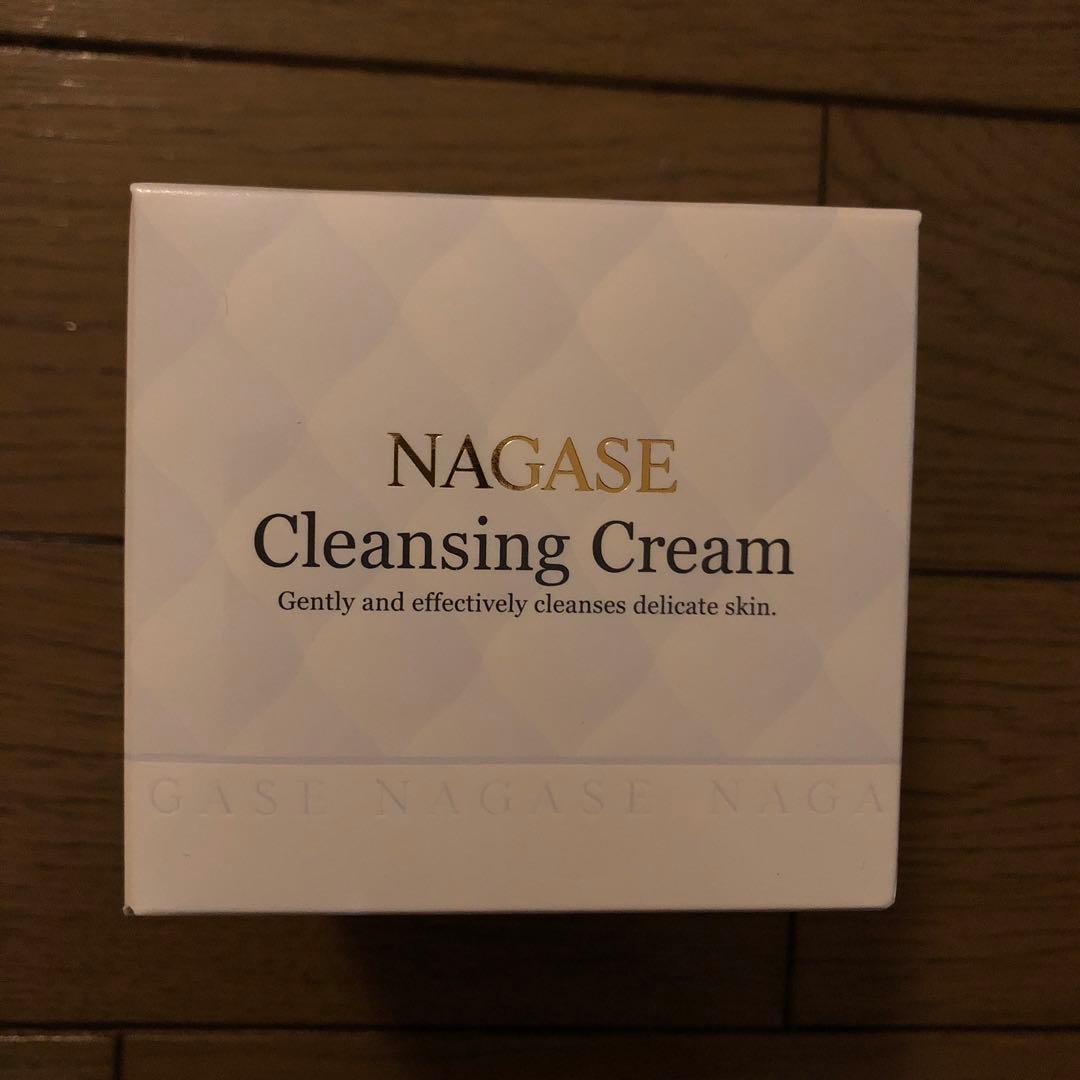 NAGASE
Cleansing Cream
Gently and effectively cleanses delicate skin.
GASE NAGASE NAGA